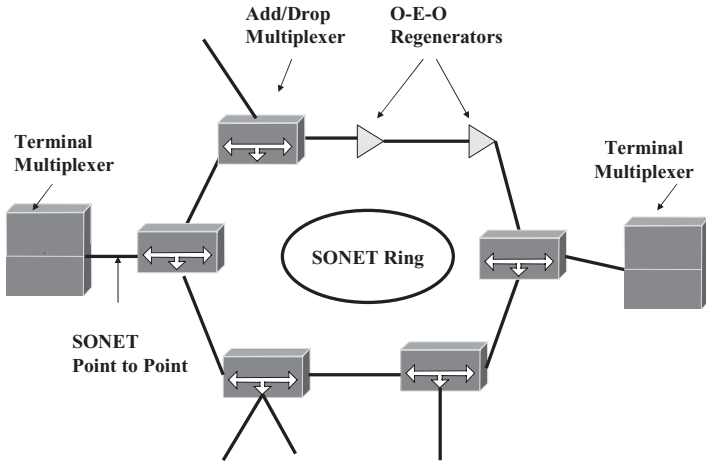 Add/Drop
Multiplexer
O-E-O
Regenerators
Terminal
Multiplexer
Terminal
Multiplexer
SONET Ring
SONET
Point to Point